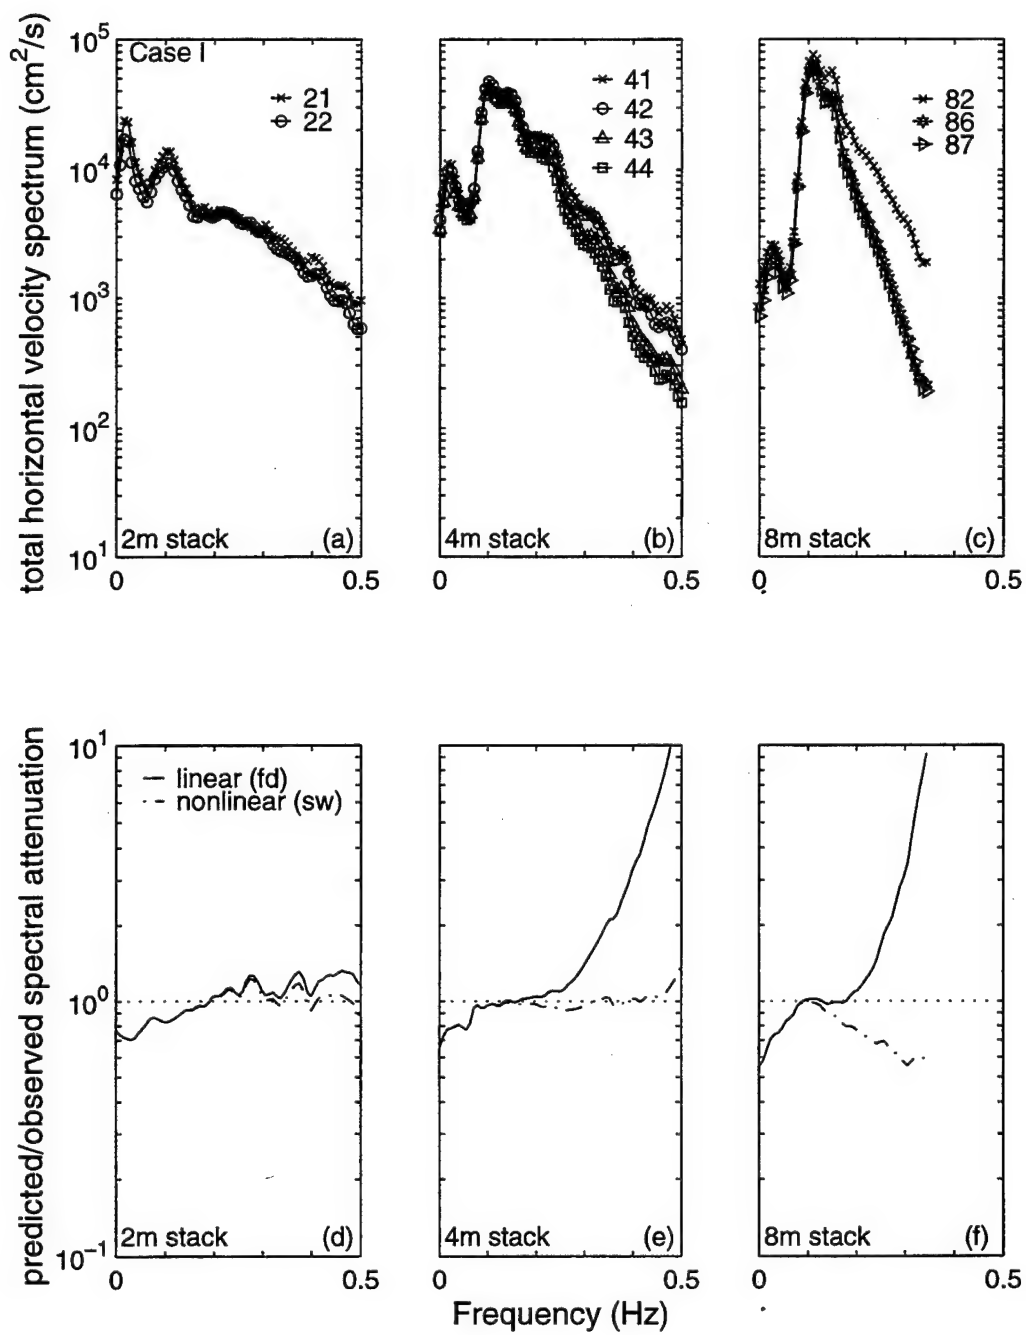 total horizontal velocity spectrum (cm²/s)
10⁵
10⁴
10³
10²
10¹
Case I
21
22
2m stack
(a)
0
0.5
41
42
43
44
4m stack
(b)
0
0.5
82
86
87
8m stack
(c)
0
0.5
predicted/observed spectral attenuation
10¹
10⁰
10⁻¹
linear (fd)
nonlinear (sw)
2m stack
(d)
0
0.5
4m stack
(e)
0
0.5
8m stack
(f)
0
0.5
Frequency (Hz)